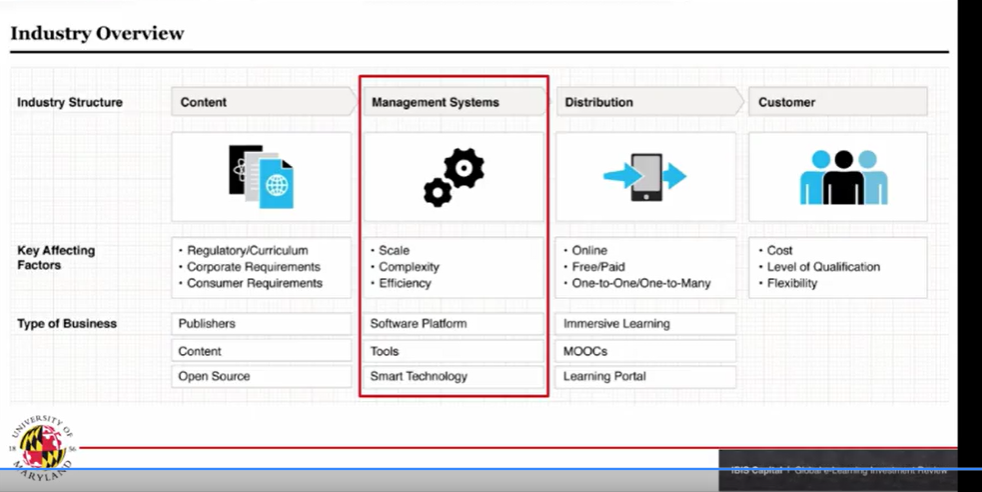 Industry Overview
Industry Structure
Content
Management Systems
Distribution
Customer
Key Affecting
Factors
• Regulatory/Curriculum
• Corporate Requirements
• Consumer Requirements
• Scale
• Complexity
• Efficiency
• Online
• Free/Paid
• One-to-One/One-to-Many
• Cost
• Level of Qualification
• Flexibility
Type of Business
Publishers
Software Platform
Immersive Learning
Content
Tools
MOOCs
Open Source
Smart Technology
Learning Portal
UNIVERSITY OF
18 56
MARYLAND
IBIS Capital | Global e-Learning Investment Review